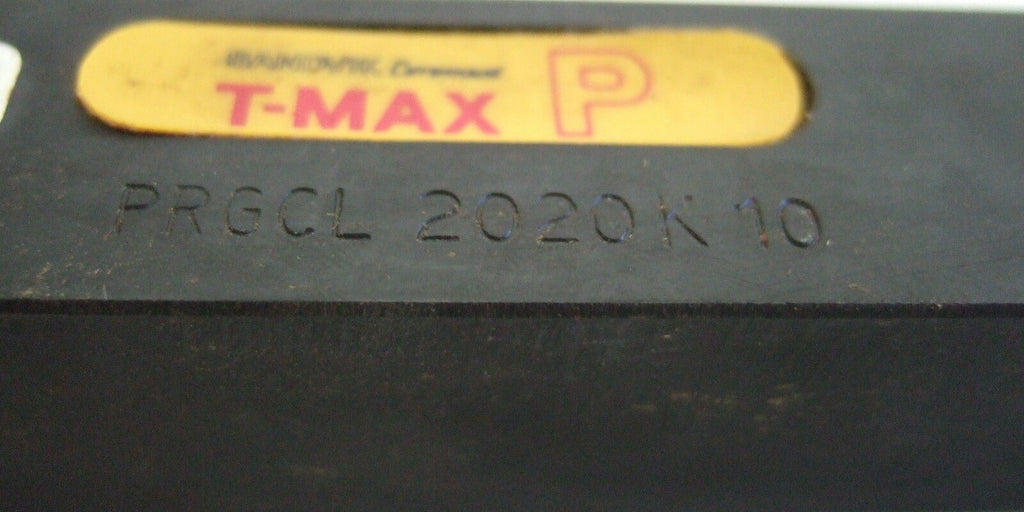 SANDVIK Coromant
T-MAX P
PRGCL 2020K 10